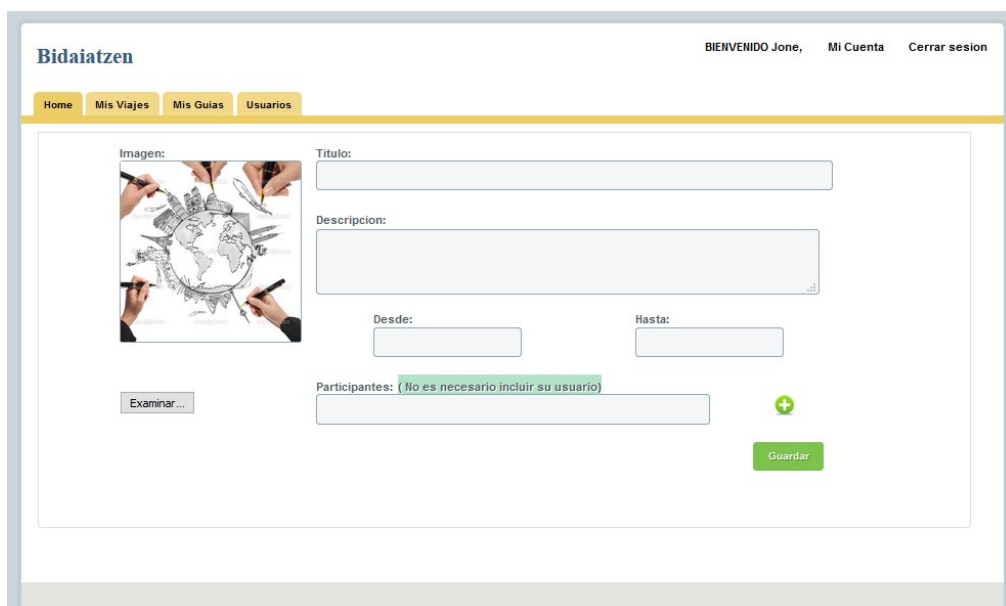 Bidaiatzen
BIENVENIDO Jone, Mi Cuenta Cerrar sesion
Home Mis Viajes Mis Guias Usuarios
Imagen:
Titulo:
Descripcion:
Desde:
Hasta:
Participantes: ( No es necesario incluir su usuario)
Examinar...
Guardar